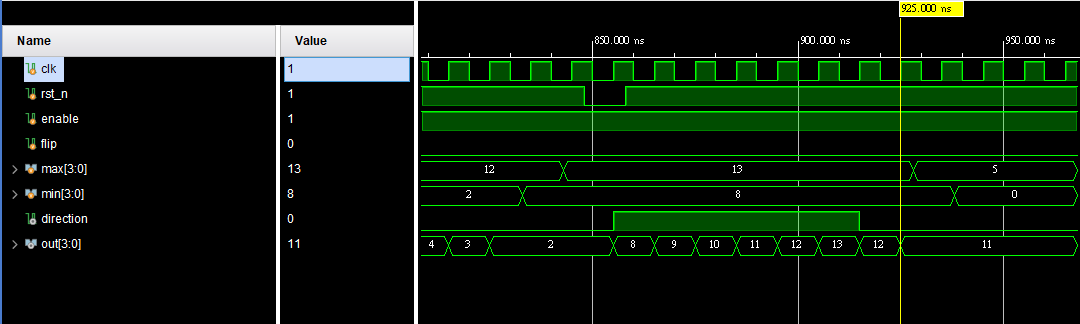 925.000 ns
Name Value 850.000 ns 900.000 ns 950.000 ns
clk 1
rst_n 1
enable 1
flip 0
max[3:0] 13 12 13 5
min[3:0] 8 2 8 0
direction 0
out[3:0] 11 4 3 2 8 9 10 11 12 13 12 11